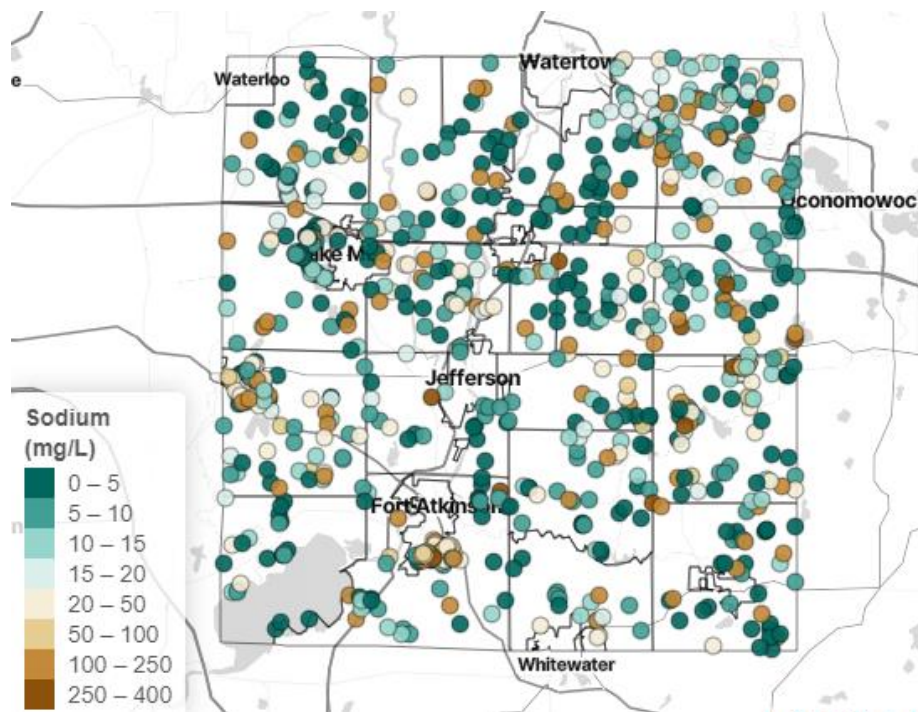 Watertow
Waterloo
e
Oconomowoc
ake M
Jefferson
Sodium
(mg/L)
0 – 5
5 – 10
10 – 15
15 – 20
20 – 50
50 – 100
100 – 250
250 – 400
Fort Atkinson
n
Whitewater